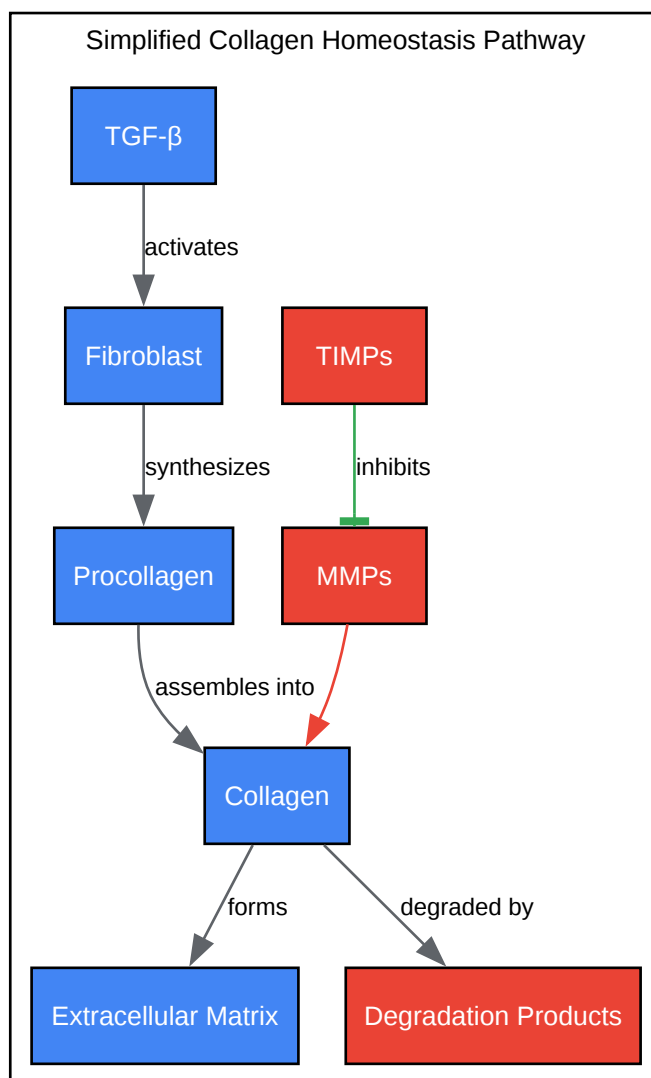 Simplified Collagen Homeostasis Pathway
TGF-β
activates
Fibroblast
TIMPs
synthesizes
inhibits
Procollagen
MMPs
assembles into
Collagen
forms
degraded by
Extracellular Matrix
Degradation Products